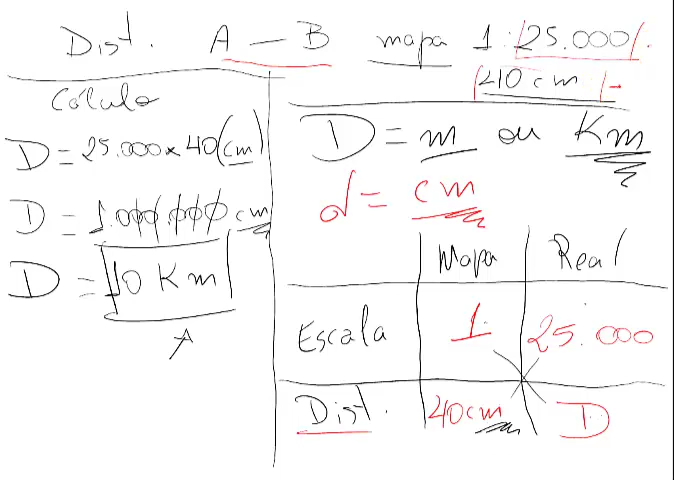 Dist. A — B mapa 1:25.000
40 cm
Cálculo
D = 25.000 x 40 (cm)
D = 1.000.000 cm
D = 10 Km
A
D = m ou Km
d = cm
Mapa Real
Escala 1: 25.000
Dist. 40cm D